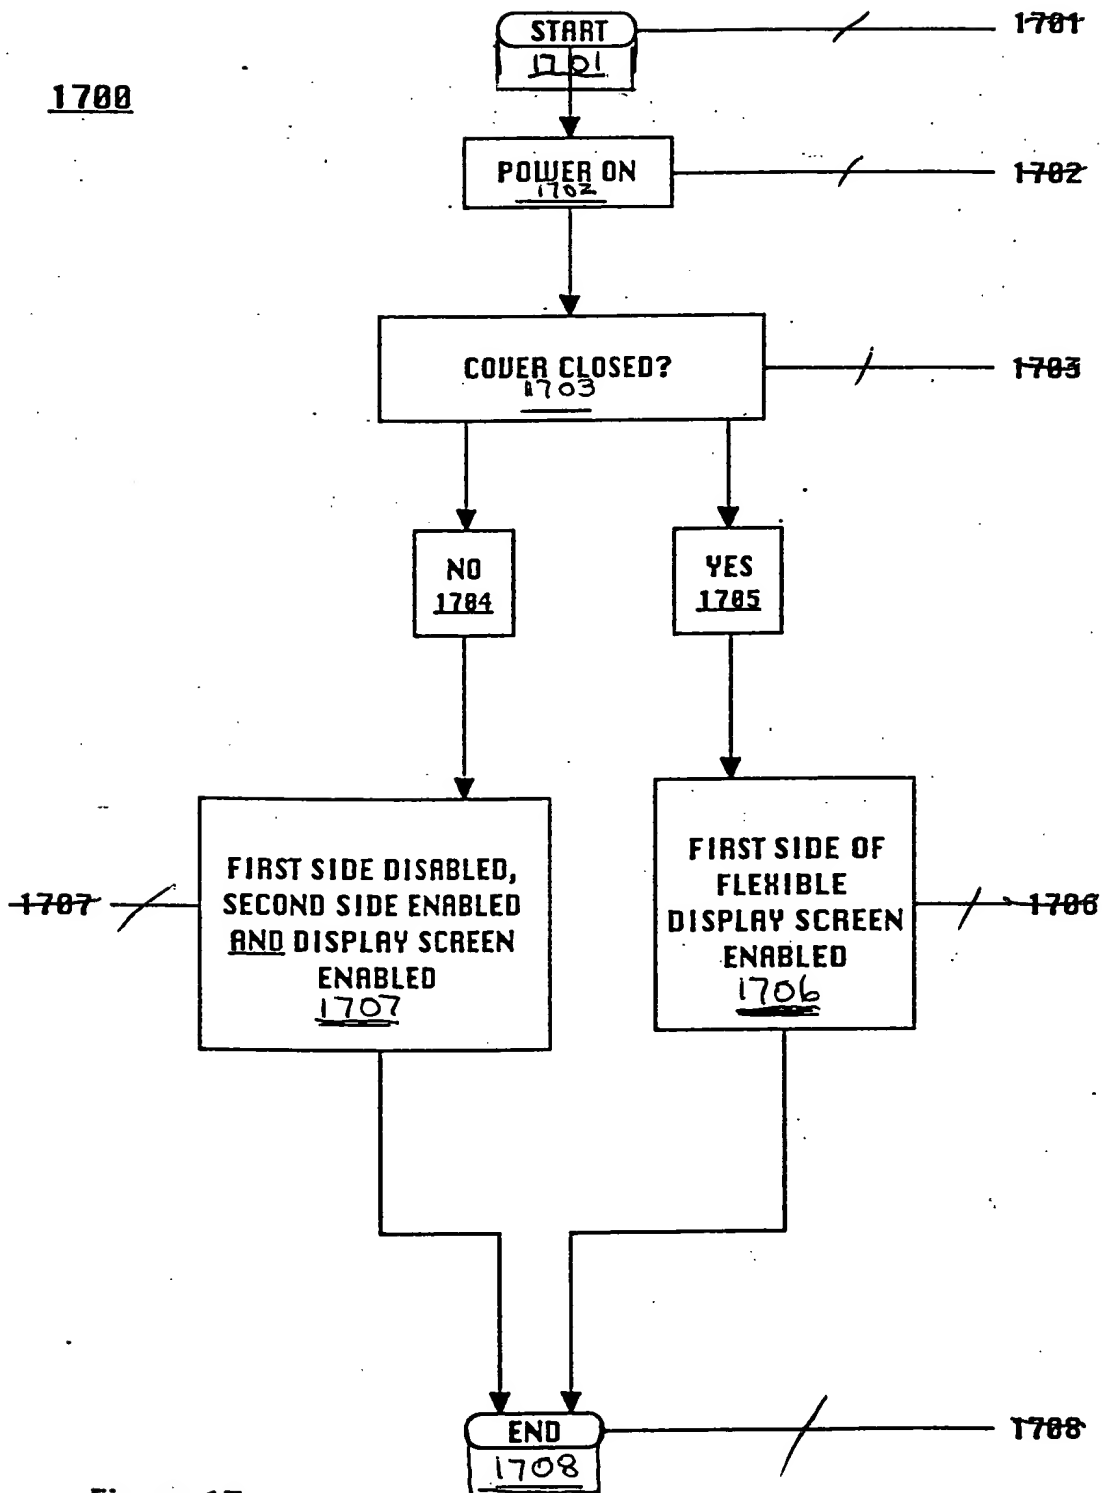 START
1701
1701
1700
POWER ON
1702
1702
COVER CLOSED?
1703
1703
NO
1704
YES
1705
FIRST SIDE DISABLED,
SECOND SIDE ENABLED
AND DISPLAY SCREEN
ENABLED
1707
1707
FIRST SIDE OF
FLEXIBLE
DISPLAY SCREEN
ENABLED
1706
1706
END
1708
1708